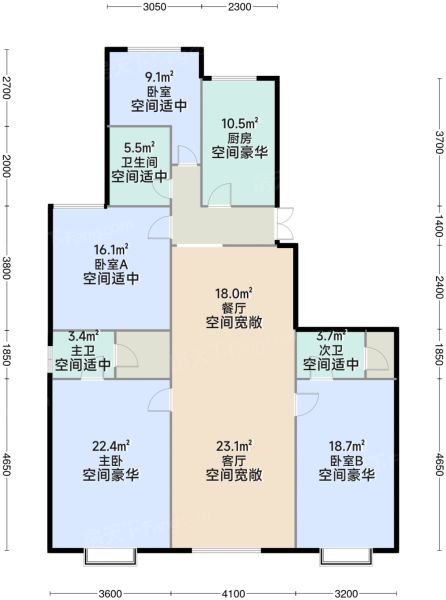 3050
2300
2700
9.1㎡
卧室
空间适中
10.5㎡
厨房
空间豪华
3700
2000
5.5㎡
卫生间
空间适中
1400
3800
16.1㎡
卧室A
空间适中
2400
18.0㎡
餐厅
空间宽敞
1850
3.4㎡
主卫
空间适中
3.7㎡
次卫
空间适中
1850
4650
22.4㎡
主卧
空间豪华
23.1㎡
客厅
空间宽敞
18.7㎡
卧室B
空间豪华
4650
3600
4100
3200